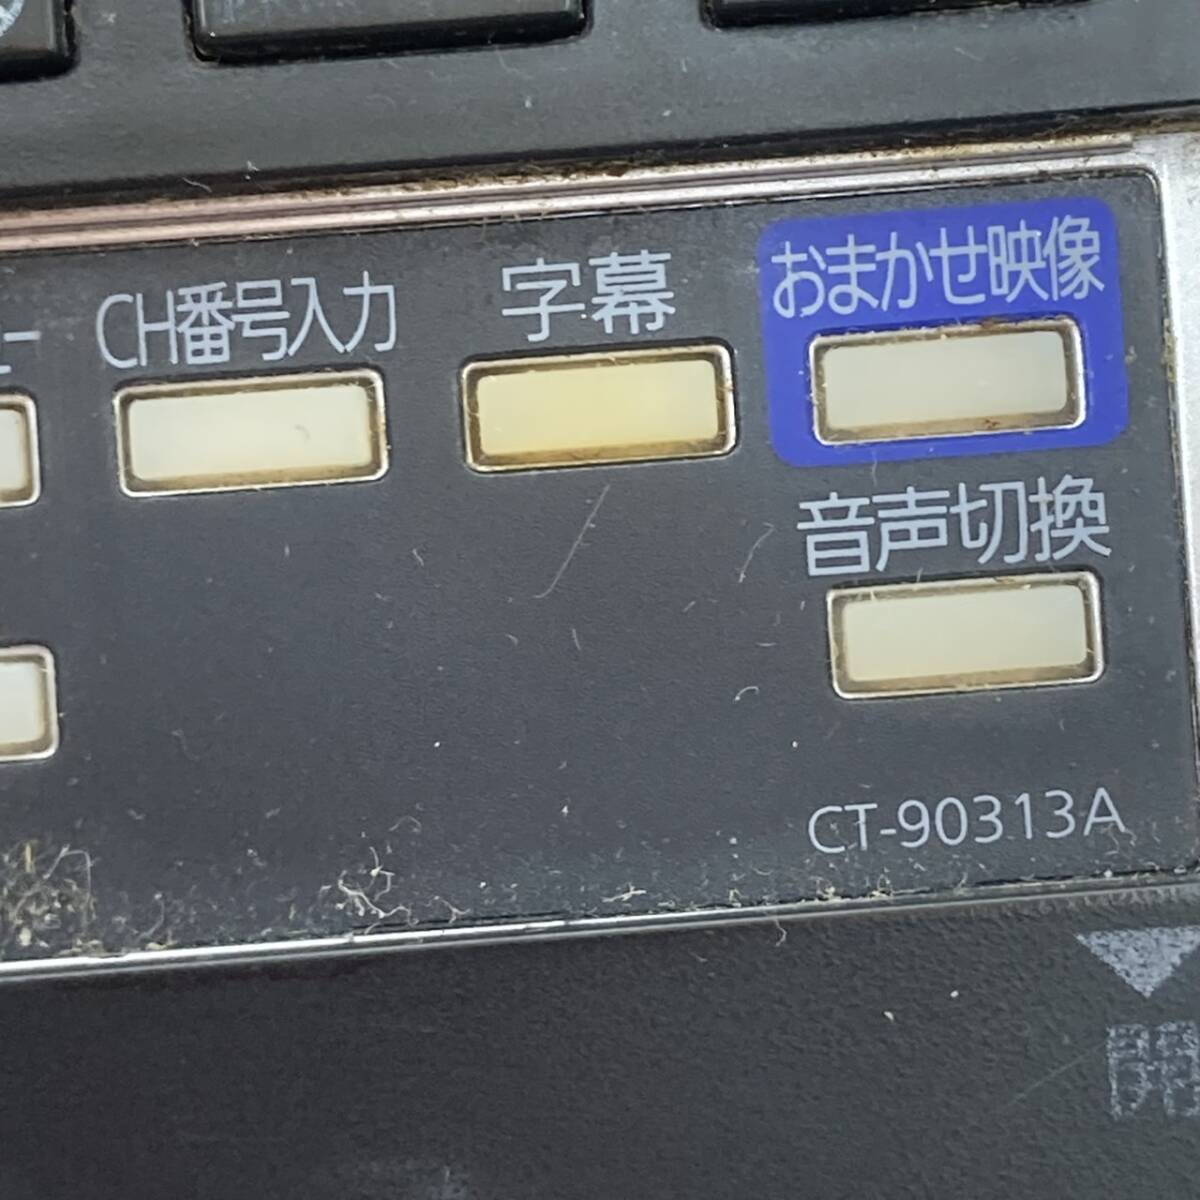 CH番号入力
字幕
おまかせ映像
音声切換
CT-90313A
▼